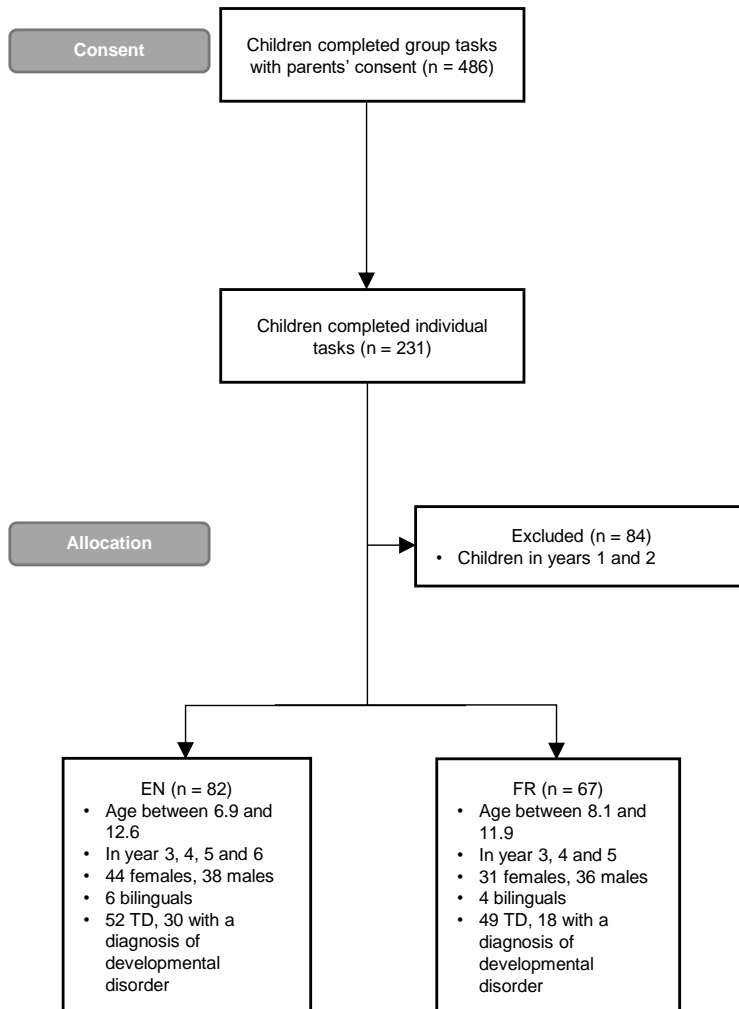 Consent
Children completed group tasks
with parents’ consent (n = 486)
Children completed individual
tasks (n = 231)
Allocation
Excluded (n = 84)
• Children in years 1 and 2
EN (n = 82)
• Age between 6.9 and
12.6
• In year 3, 4, 5 and 6
• 44 females, 38 males
• 6 bilinguals
• 52 TD, 30 with a
diagnosis of
developmental
disorder
FR (n = 67)
• Age between 8.1 and
11.9
• In year 3, 4 and 5
• 31 females, 36 males
• 4 bilinguals
• 49 TD, 18 with a
diagnosis of
developmental
disorder